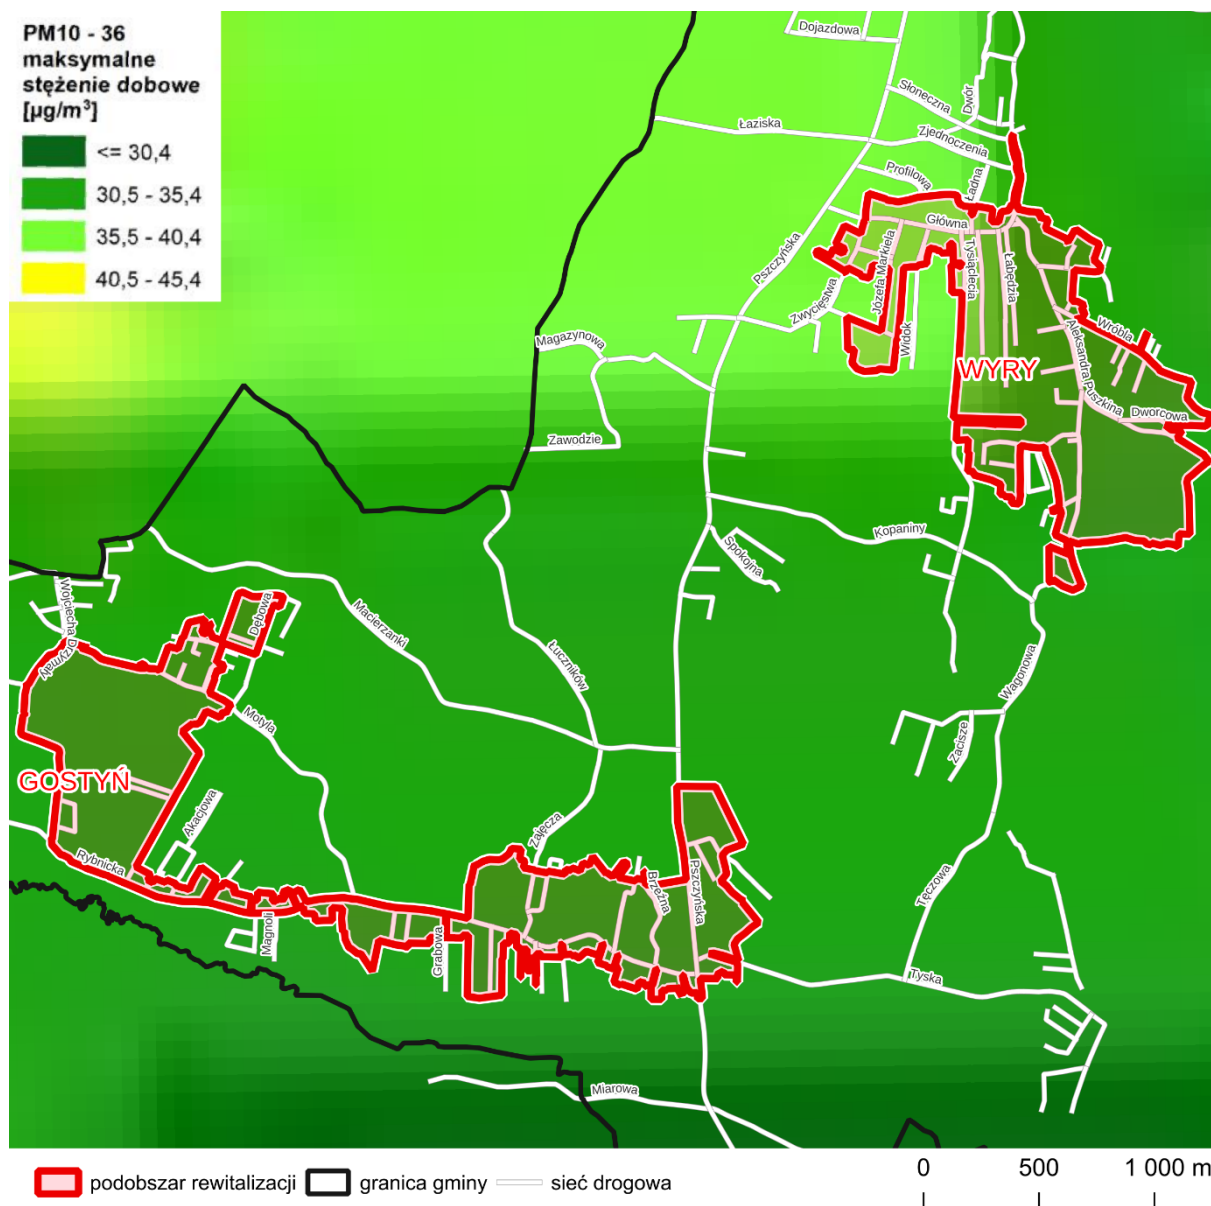 PM10 - 36
maksymalne
stężenie dobowe
[µg/m³]
<= 30,4
30,5 - 35,4
35,5 - 40,4
40,5 - 45,4
Dojazdowa
Słoneczna
Dwór
Łaziska
Zjednoczenia
Profilowa
Ładna
Główna
Pszczyńska
Józefa Markiela
Tysiąclecia
Łabędzia
Zwycięstwa
Widok
Wróbla
Aleksandra Puszkina
Magazynowa
WYRY
Dworcowa
Zawodzie
Kopaniny
Spokojna
Wojciecha Drzymały
Dębowa
Macierzanki
Łuczników
Wagonowa
Motyla
Zacisze
GOSTYŃ
Akacjowa
Zajęcza
Rybnicka
Brzeźna
Pszczyńska
Tęczowa
Magnolii
Grabowa
Tyska
Miarowa
podobszar rewitalizacji
granica gminy
sieć drogowa
0 500 1 000 m